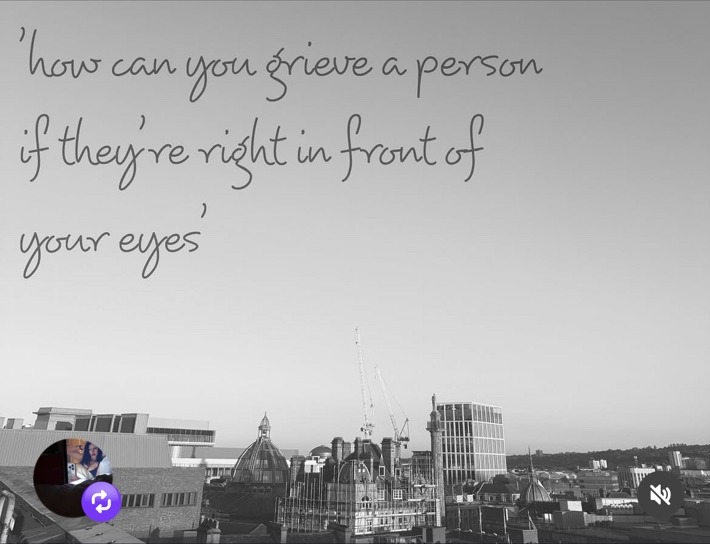 'how can you grieve a person
if they're right in front of
your eyes'